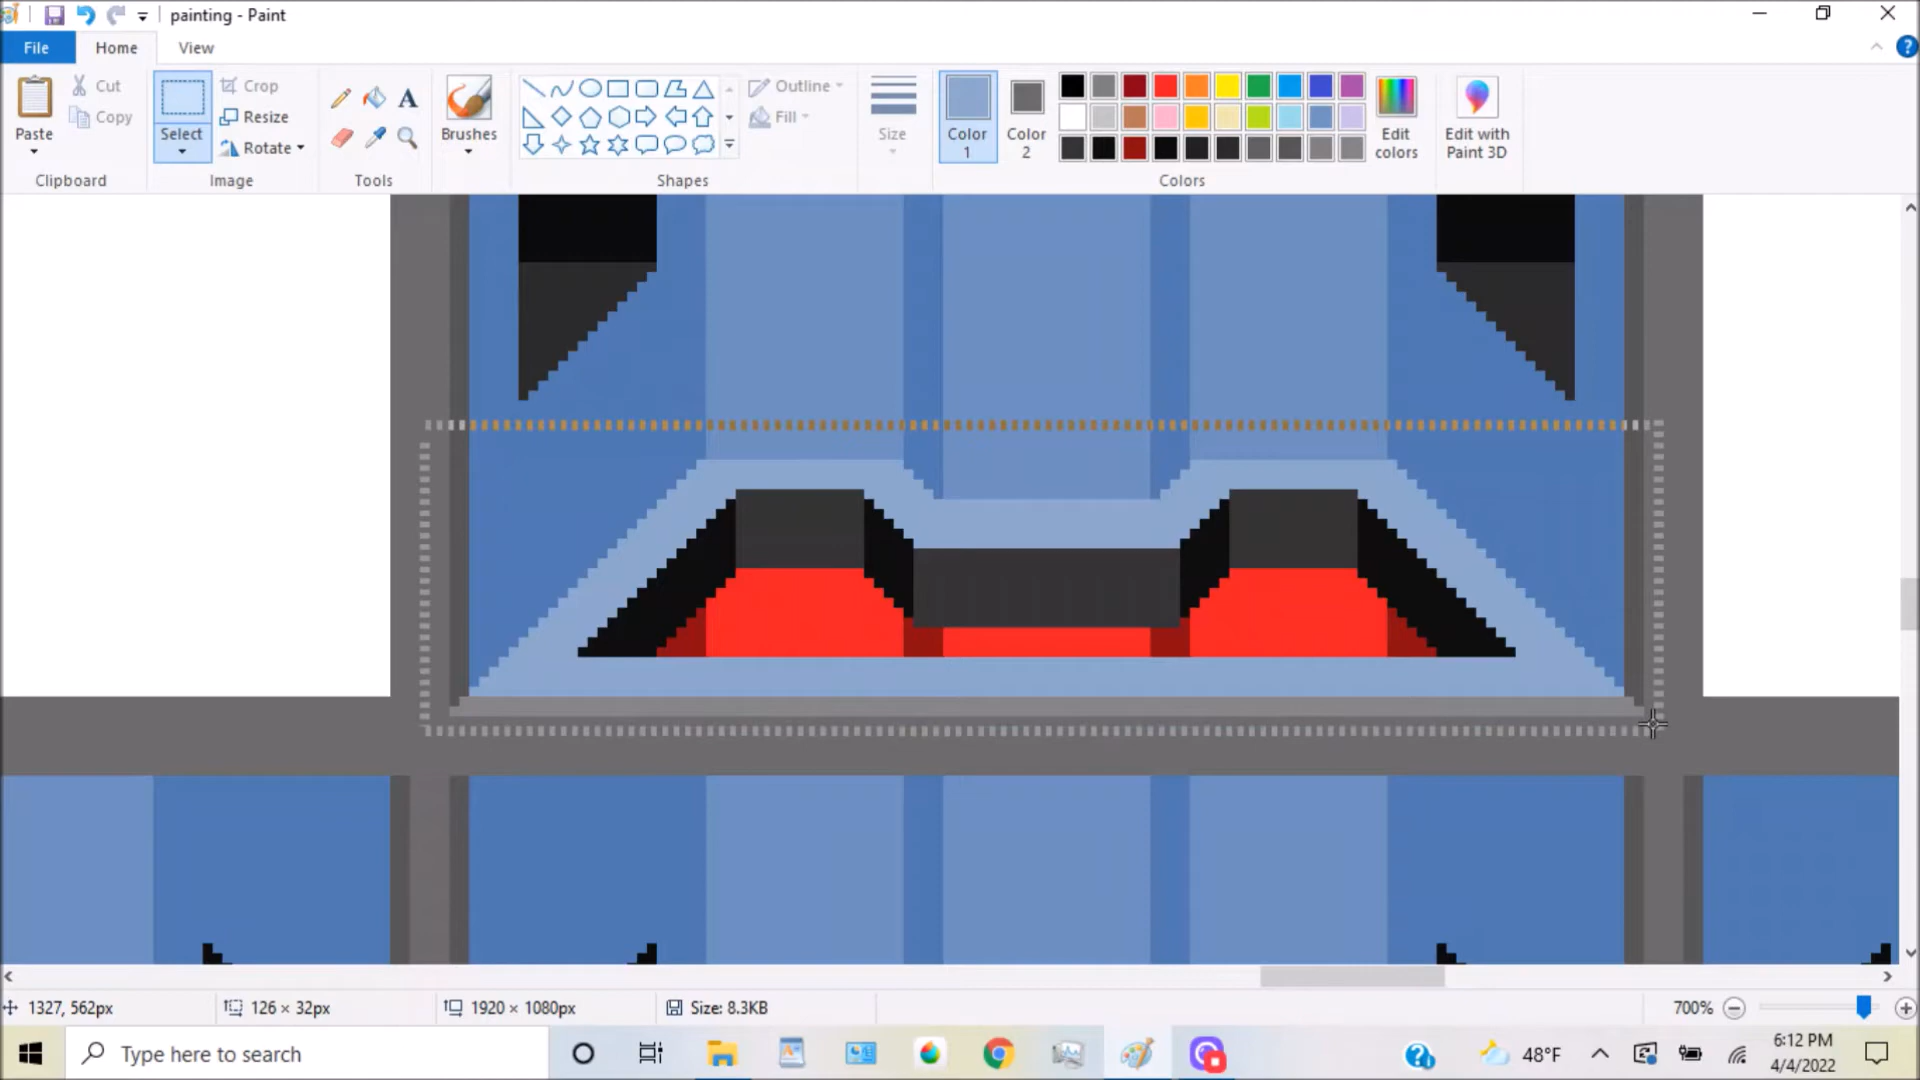 painting - Paint
File Home View
Paste Cut Copy Clipboard
Select Crop Resize Rotate Image
A
Tools
Brushes
Shapes
Outline Fill
Size
Color 1
Color 2
Colors
Edit colors
Edit with Paint 3D
1327, 562px 126 × 32px 1920 × 1080px Size: 8.3KB 700%
Type here to search 48°F 6:12 PM
4/4/2022